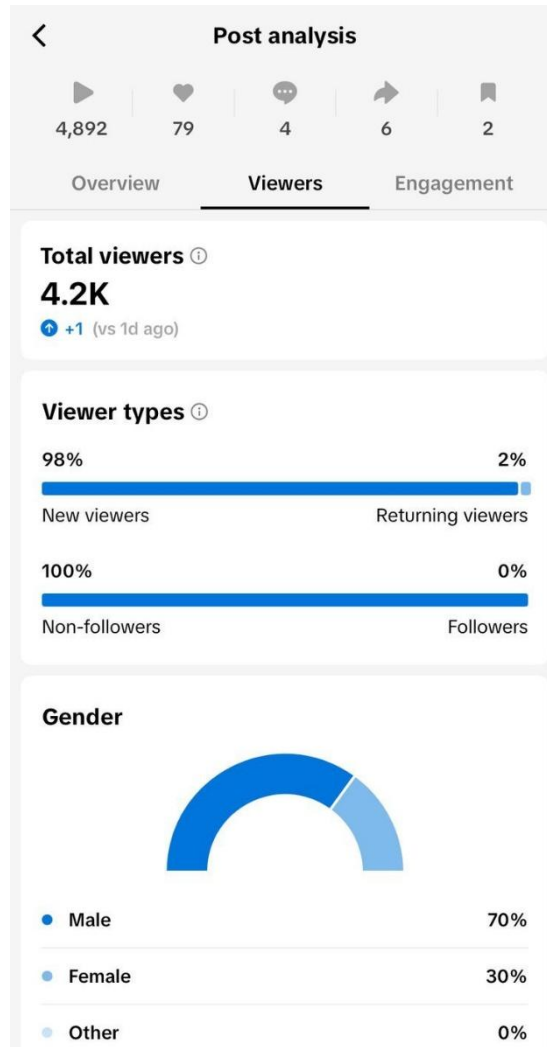 Post analysis
4,892 79 4 6 2
Overview Viewers Engagement
Total viewers
4.2K
+1 (vs 1d ago)
Viewer types
98% 2%
New viewers Returning viewers
100% 0%
Non-followers Followers
Gender
Male 70%
Female 30%
Other 0%